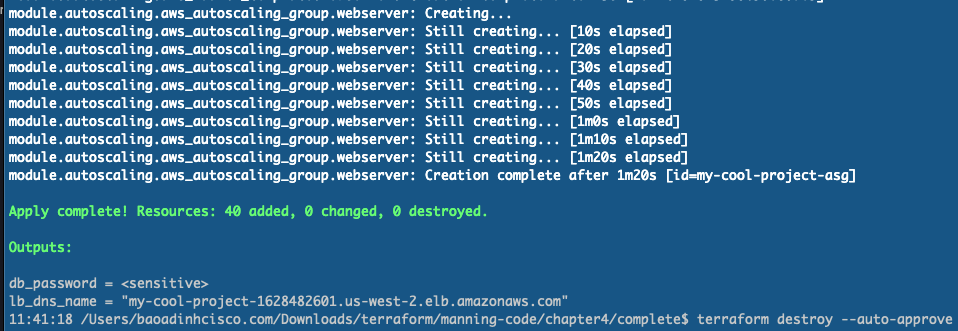 module.autoscaling.aws_autoscaling_group.webserver: Creating...
module.autoscaling.aws_autoscaling_group.webserver: Still creating... [10s elapsed]
module.autoscaling.aws_autoscaling_group.webserver: Still creating... [20s elapsed]
module.autoscaling.aws_autoscaling_group.webserver: Still creating... [30s elapsed]
module.autoscaling.aws_autoscaling_group.webserver: Still creating... [40s elapsed]
module.autoscaling.aws_autoscaling_group.webserver: Still creating... [50s elapsed]
module.autoscaling.aws_autoscaling_group.webserver: Still creating... [1m0s elapsed]
module.autoscaling.aws_autoscaling_group.webserver: Still creating... [1m10s elapsed]
module.autoscaling.aws_autoscaling_group.webserver: Still creating... [1m20s elapsed]
module.autoscaling.aws_autoscaling_group.webserver: Creation complete after 1m20s [id=my-cool-project-asg]
Apply complete! Resources: 40 added, 0 changed, 0 destroyed.
Outputs:
db_password = <sensitive>
lb_dns_name = "my-cool-project-1628482601.us-west-2.elb.amazonaws.com"
11:41:18 /Users/baoadinhcisco.com/Downloads/terraform/manning-code/chapter4/complete$ terraform destroy --auto-approve